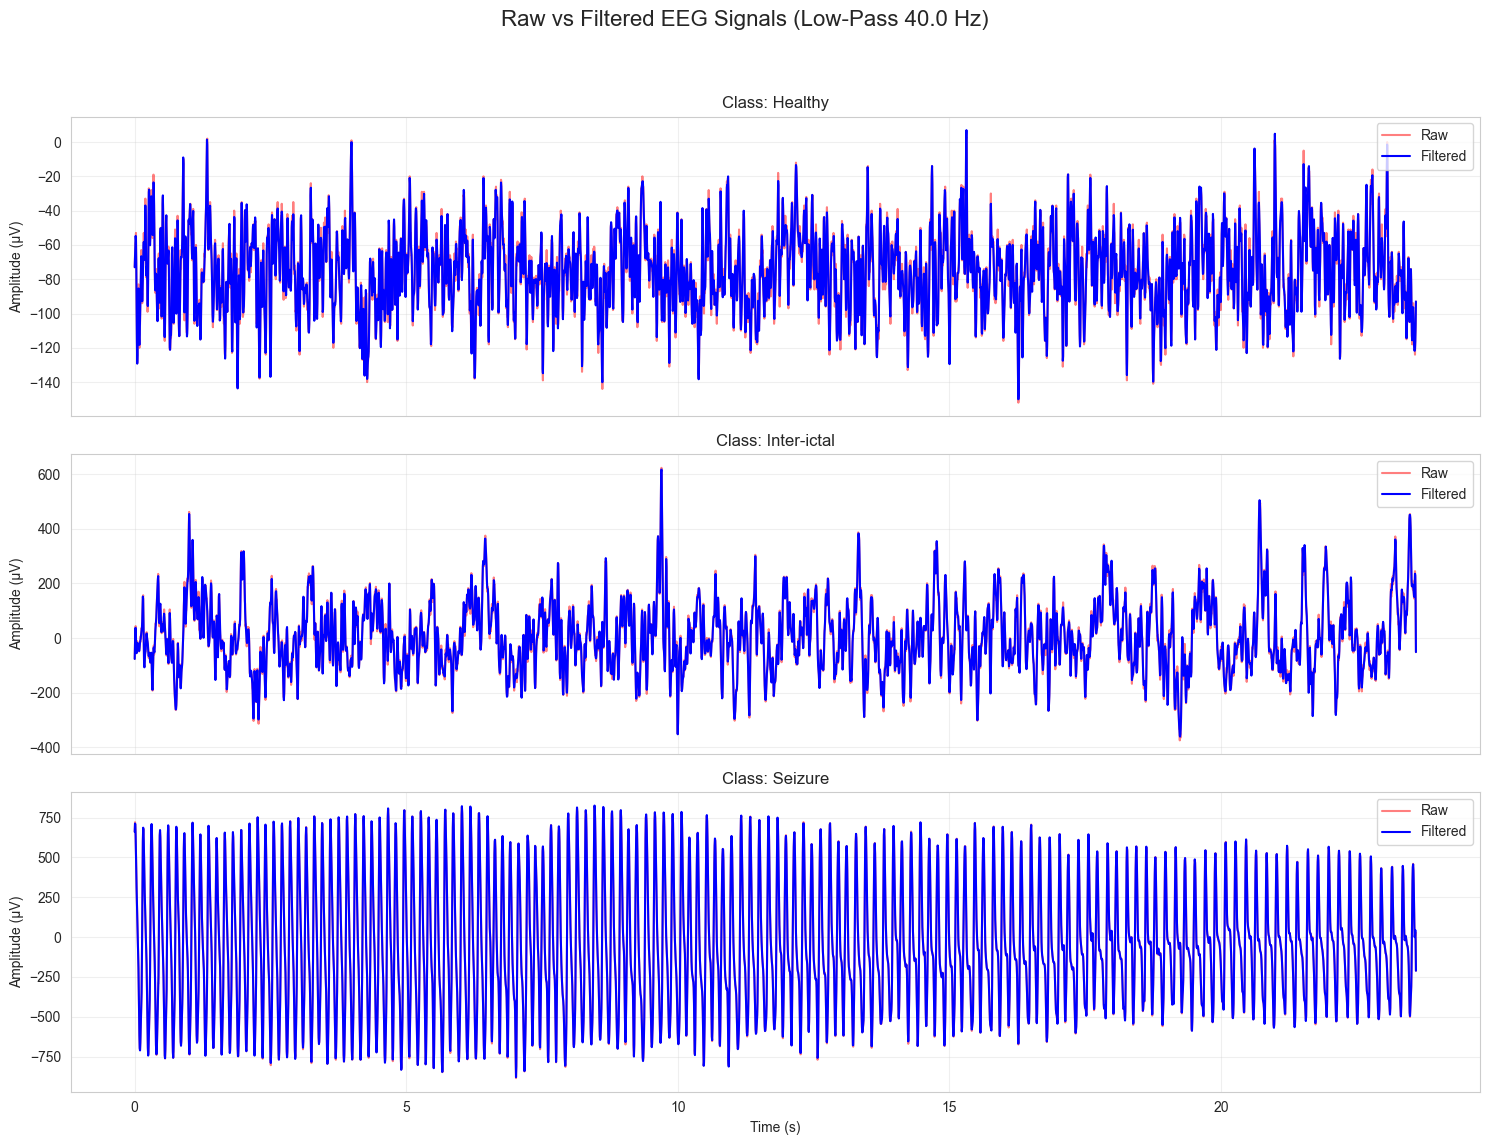 Raw vs Filtered EEG Signals (Low-Pass 40.0 Hz)
Class: Healthy
Amplitude (μV)
0
−20
−40
−60
−80
−100
−120
−140
Raw
Filtered
Class: Inter-ictal
Amplitude (μV)
600
400
200
0
−200
−400
Raw
Filtered
Class: Seizure
Amplitude (μV)
750
500
250
0
−250
−500
−750
Raw
Filtered
0 5 10 15 20
Time (s)